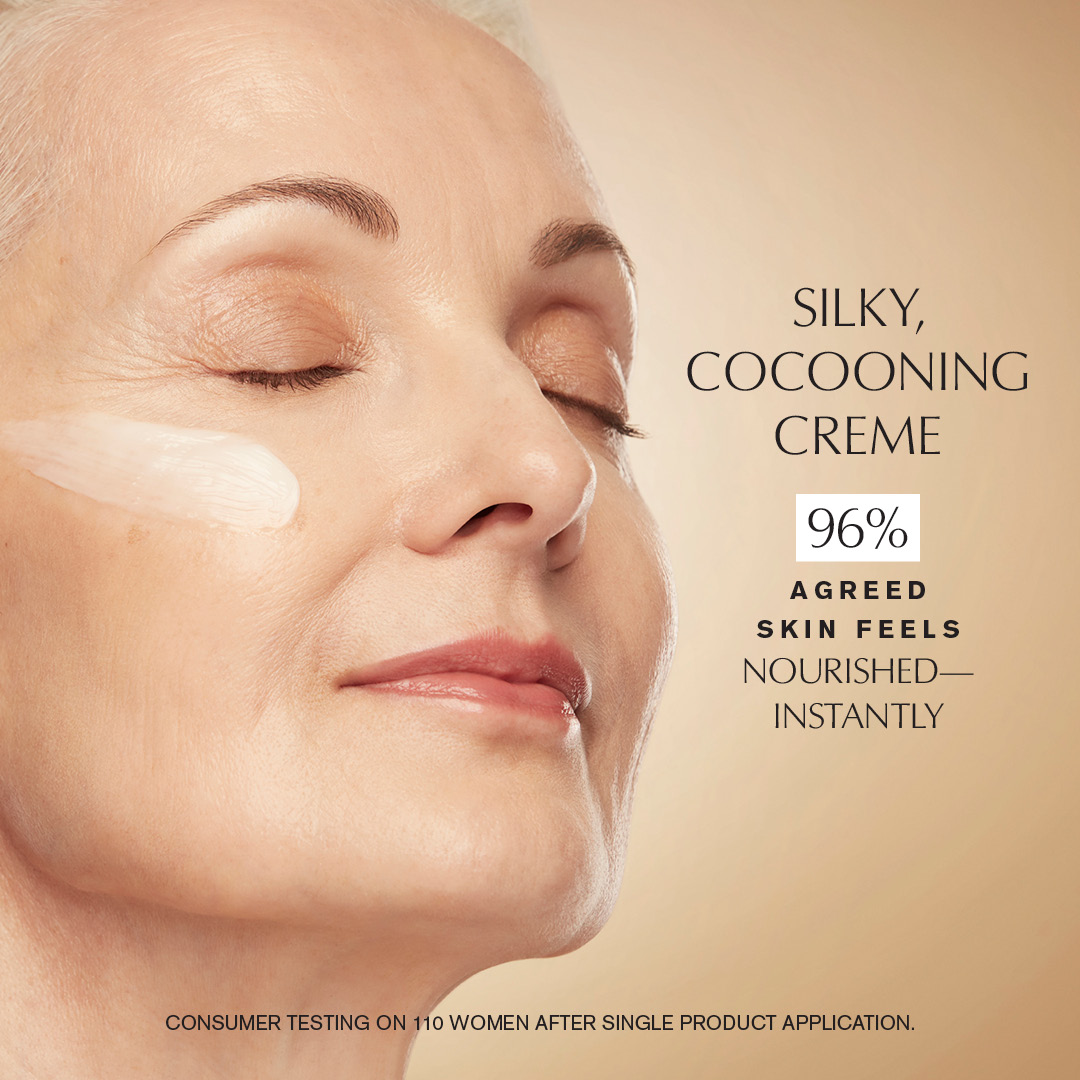 SILKY,
COCOONING
CREME
96%
AGREED
SKIN FEELS
NOURISHED—
INSTANTLY
CONSUMER TESTING ON 110 WOMEN AFTER SINGLE PRODUCT APPLICATION.